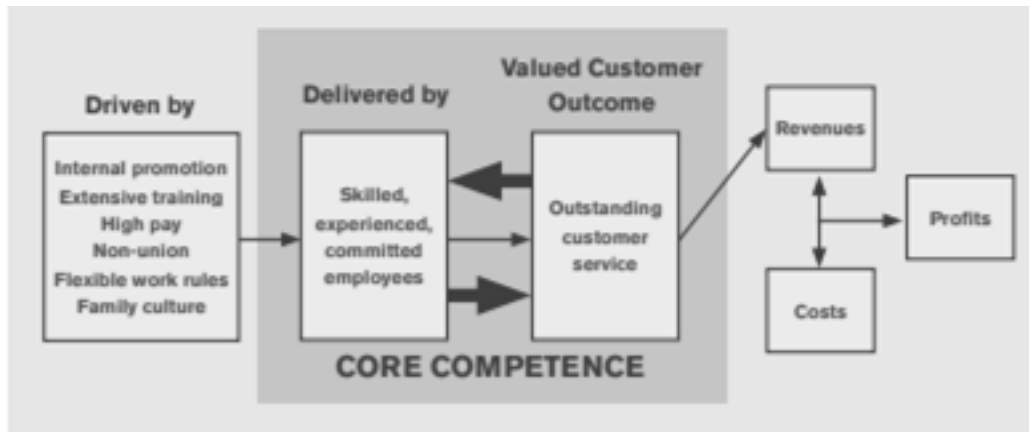 Driven by
Internal promotion
Extensive training
High pay
Non-union
Flexible work rules
Family culture
Delivered by
Skilled,
experienced,
committed
employees
Valued Customer
Outcome
Outstanding
customer
service
CORE COMPETENCE
Revenues
Costs
Profits